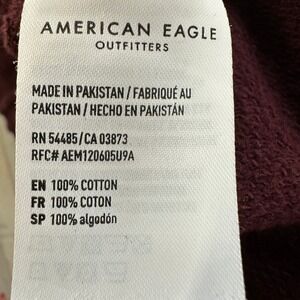 AMERICAN EAGLE
OUTFITTERS
MADE IN PAKISTAN / FABRIQUÉ AU
PAKISTAN / HECHO EN PAKISTÁN
RN 54485 / CA 03873
RFC# AEM120605U9A
EN 100% COTTON
FR 100% COTON
SP 100% algodón